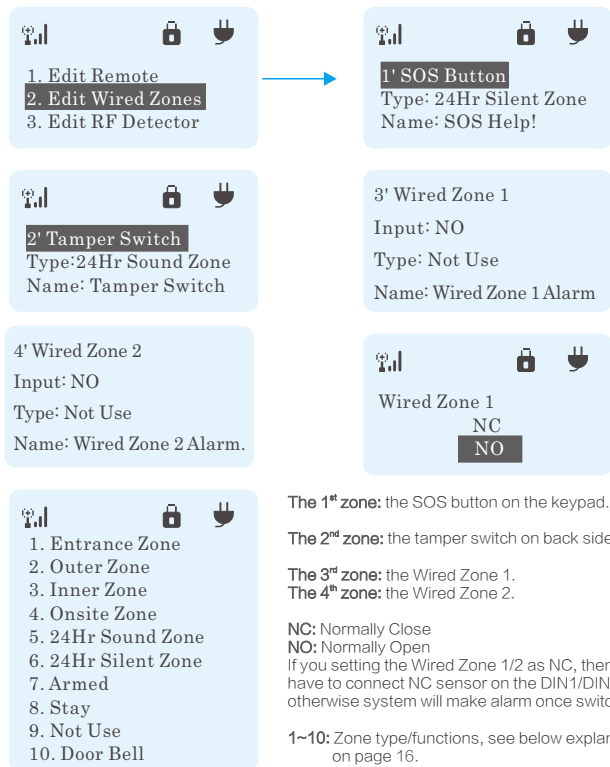 1. Edit Remote
2. Edit Wired Zones
3. Edit RF Detector
1' SOS Button
Type: 24Hr Silent Zone
Name: SOS Help!
2' Tamper Switch
Type:24Hr Sound Zone
Name: Tamper Switch
3' Wired Zone 1
Input: NO
Type: Not Use
Name: Wired Zone 1 Alarm
4' Wired Zone 2
Input: NO
Type: Not Use
Name: Wired Zone 2 Alarm.
Wired Zone 1
NC
NO
1. Entrance Zone
2. Outer Zone
3. Inner Zone
4. Onsite Zone
5. 24Hr Sound Zone
6. 24Hr Silent Zone
7. Armed
8. Stay
9. Not Use
10. Door Bell
The 1st zone: the SOS button on the keypad.
The 2nd zone: the tamper switch on back side
The 3rd zone: the Wired Zone 1.
The 4th zone: the Wired Zone 2.
NC: Normally Close
NO: Normally Open
If you setting the Wired Zone 1/2 as NC, then
have to connect NC sensor on the DIN1/DIN
otherwise system will make alarm once
1~10: Zone type/functions, see below
on page 16.